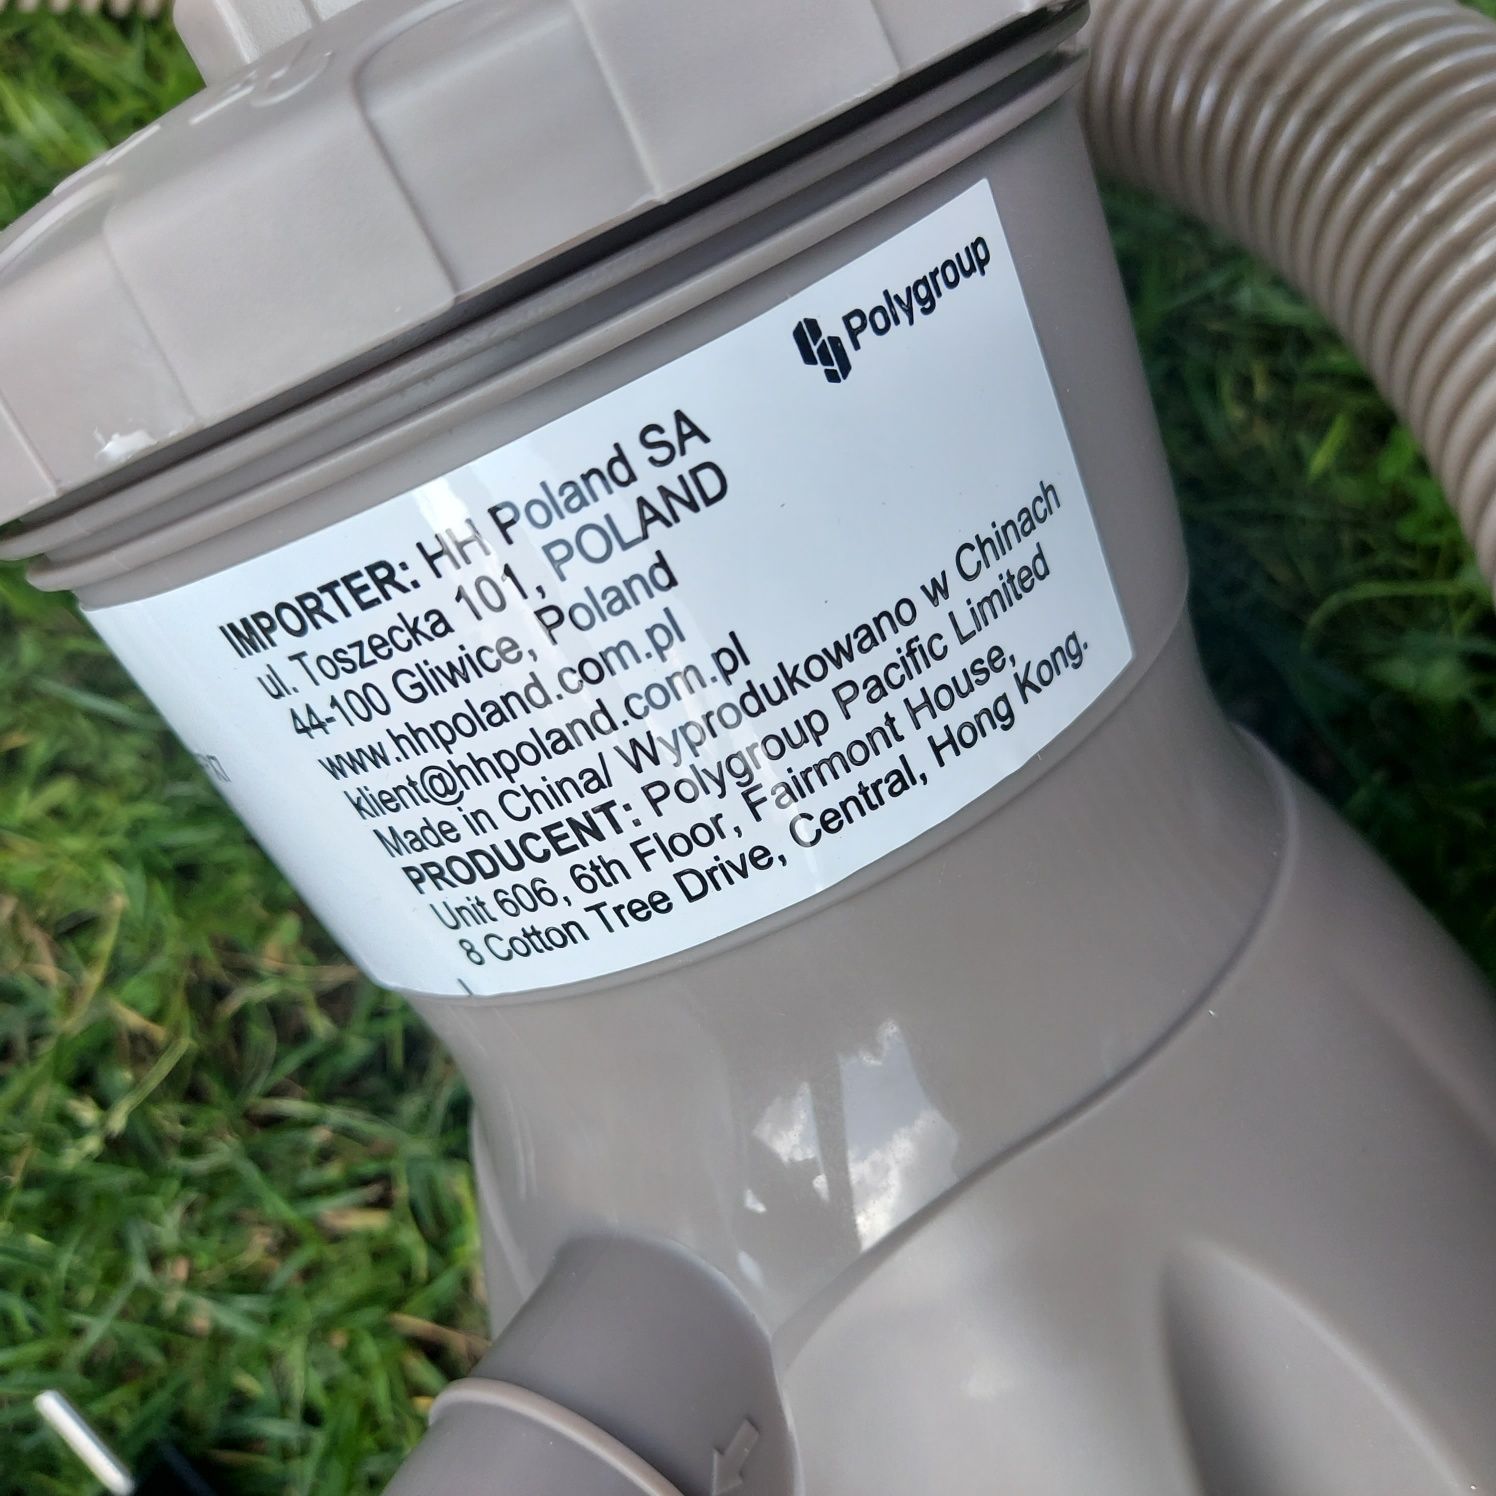 Polygroup
IMPORTER: HH Poland SA
ul. Toszecka 101, POLAND
44-100 Gliwice, Poland
www.hhpoland.com.pl
klient@hhpoland.com.pl
Made in China/ Wyprodukowano w Chinach
PRODUCENT: Polygroup Pacific Limited
Unit 606, 6th Floor, Fairmont House,
8 Cotton Tree Drive, Central, Hong Kong.